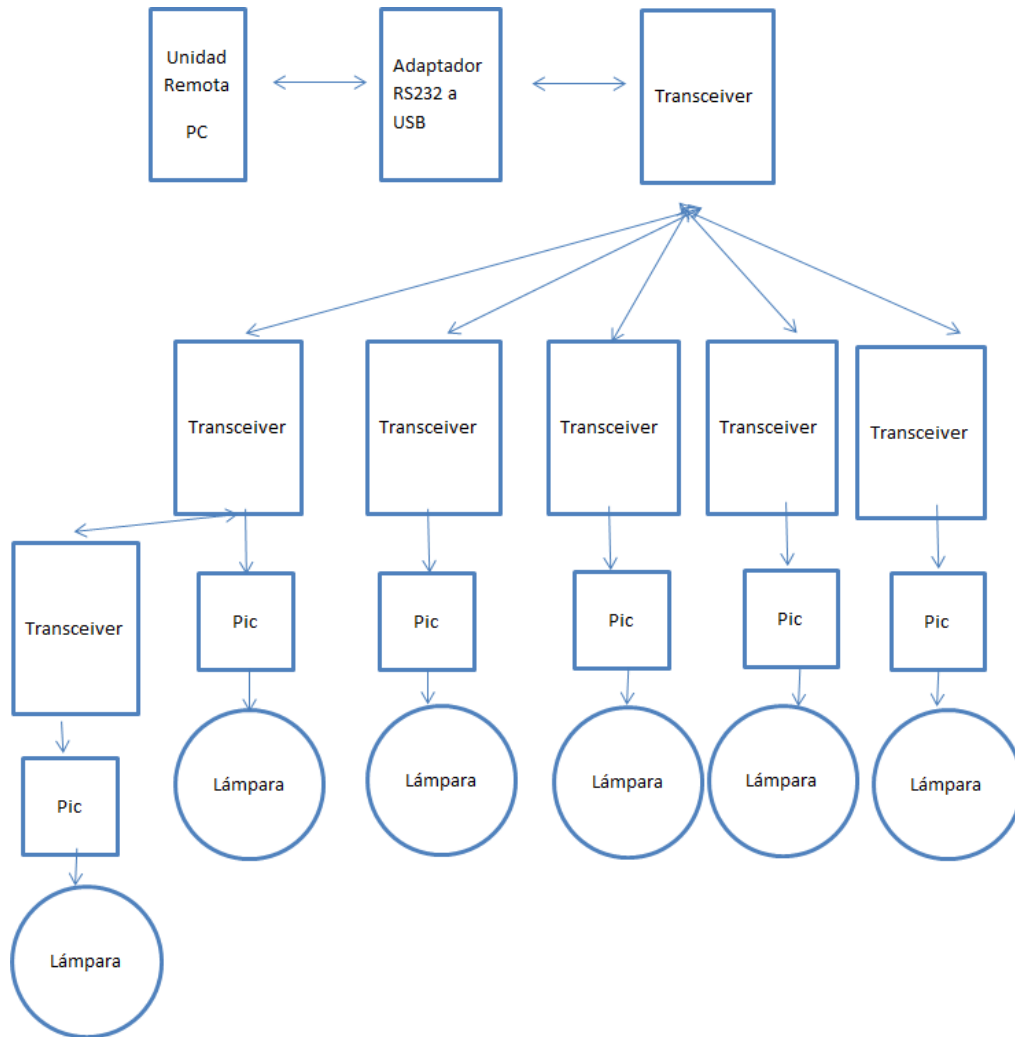 Unidad
Remota
PC
Adaptador
RS232 a
USB
Transceiver
Transceiver
Transceiver
Transceiver
Transceiver
Transceiver
Transceiver
Pic
Pic
Pic
Pic
Pic
Lámpara
Lámpara
Lámpara
Lámpara
Lámpara
Pic
Lámpara